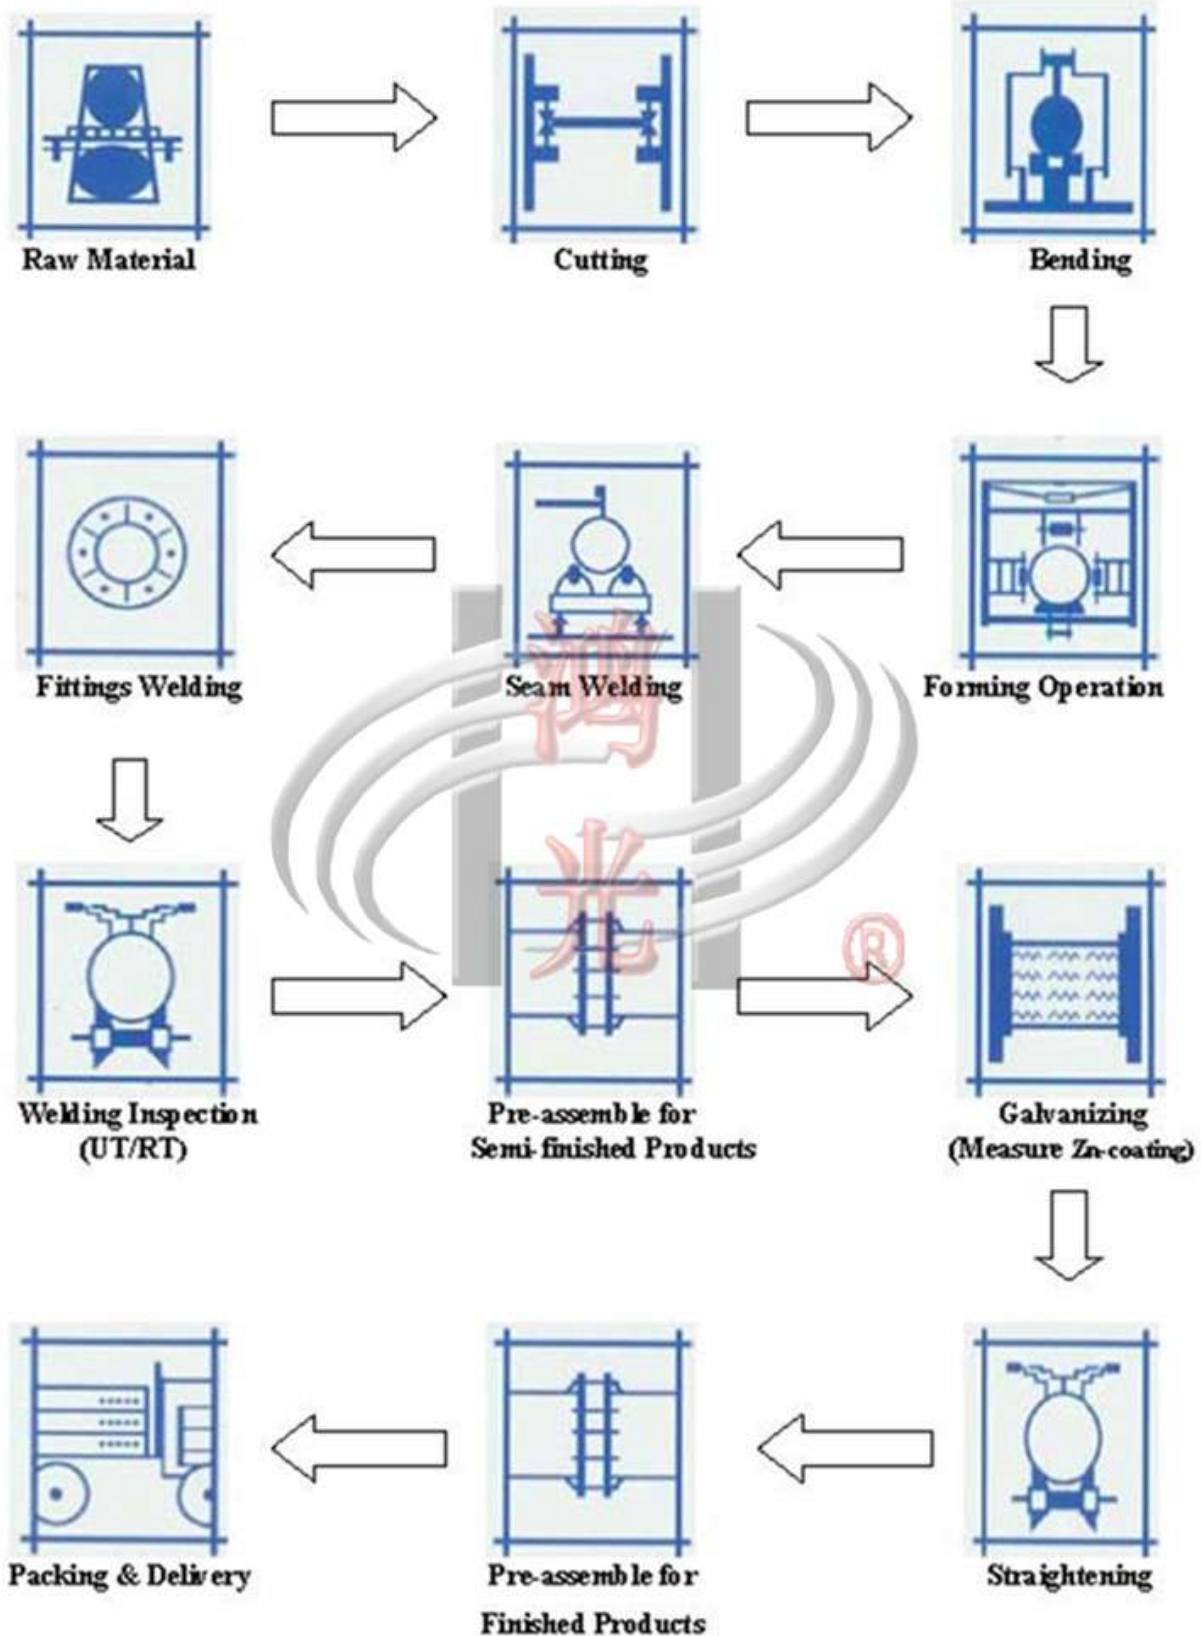 Raw Material
Cutting
Bending
Forming Operation
Seam Welding
Fittings Welding
鸿
光
®
Welding Inspection
(UT/RT)
Pre-assemble for
Semi-finished Products
Galvanizing
(Measure Zn-coating)
Straightening
Pre-assemble for
Finished Products
Packing & Delivery